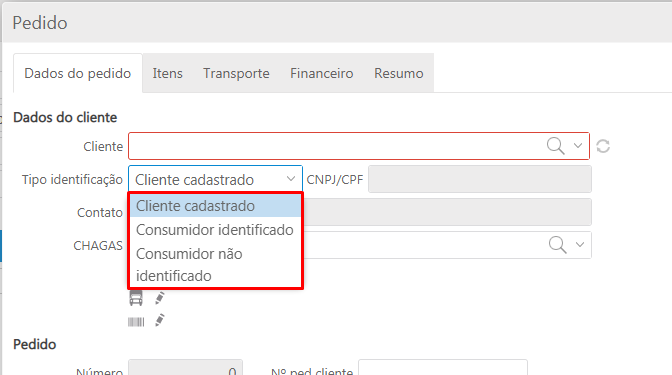 Pedido
Dados do pedido Itens Transporte Financeiro Resumo
Dados do cliente
Cliente
Tipo identificação Cliente cadastrado CNPJ/CPF
Contato Cliente cadastrado
Consumidor identificado
CHAGAS Consumidor não
identificado
Pedido
Número 0 Nº ped cliente